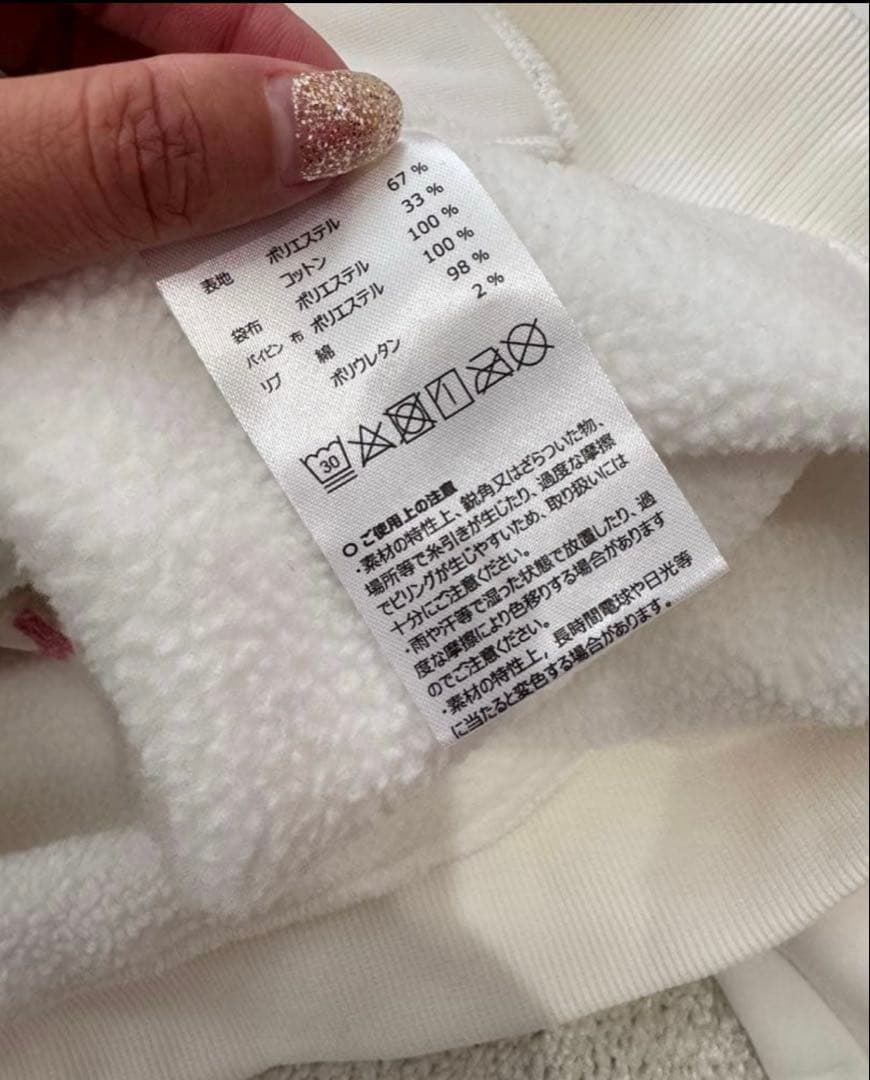 表地 ポリエステル 67 %
コットン 33 %
袋布 ポリエステル 100 %
パイピン 布 ポリエステル 100 %
リブ 綿 98 %
ポリウレタン 2 %
30
○ ご使用上の注意
・素材の特性上、鋭角又はざらついた物、
場所等で糸引きが生じたり、過度な摩擦
でピリングが生じやすいため、取り扱いには
十分にご注意ください。
・雨や汗等で湿った状態で放置したり、過
度な摩擦により色移りする場合があります
のでご注意ください。
・素材の特性上，長時間電球や日光等
に当たると変色する場合があります。